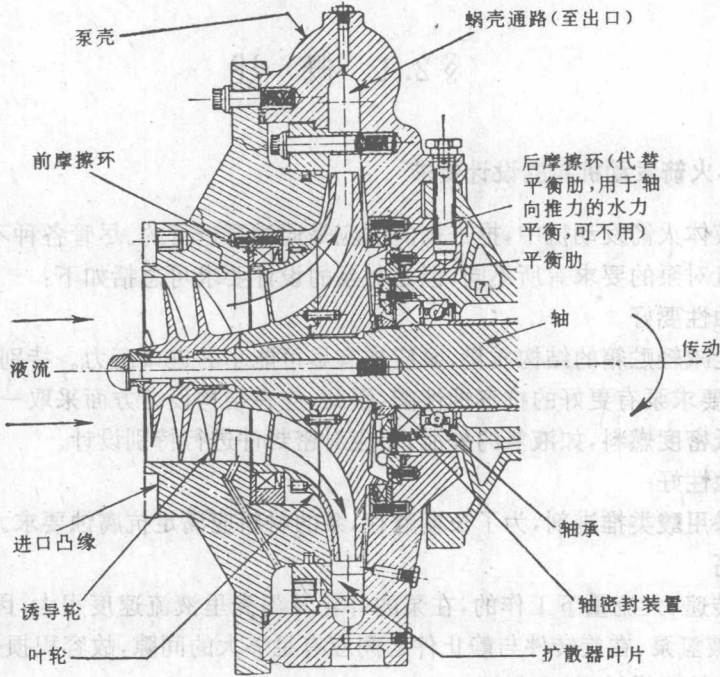 泵壳
蜗壳通路(至出口)
前摩擦环
后摩擦环(代替
平衡肋,用于轴
向推力的水力
平衡;可不用)
平衡肋
轴
传动
液流
进口凸缘
轴承
诱导轮
轴密封装置
叶轮
扩散器叶片